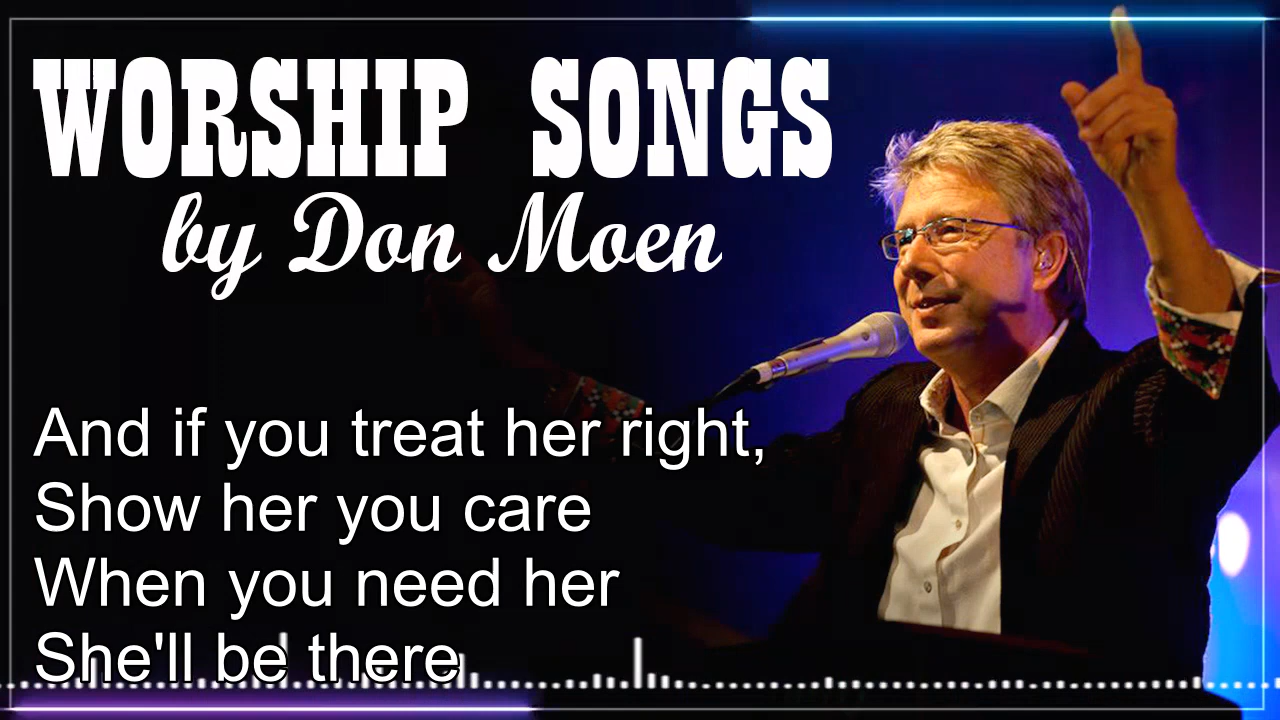 WORSHIP SONGS
by Don Moen
And if you treat her right,
Show her you care
When you need her
She'll be there